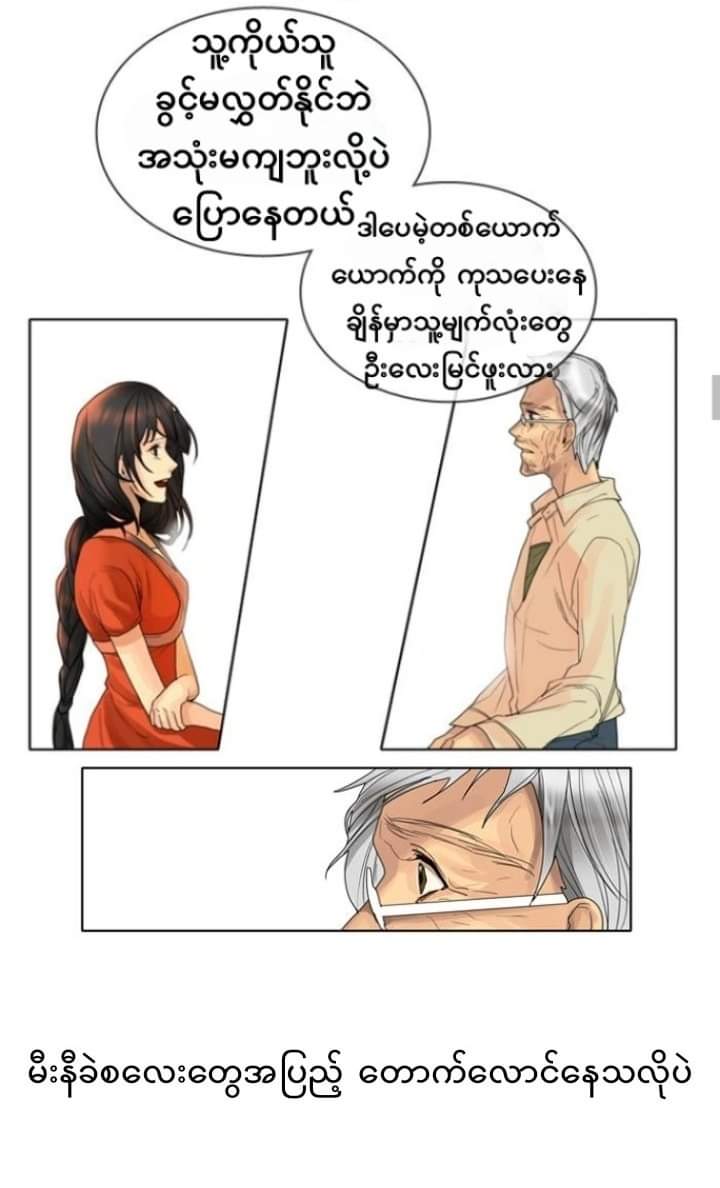 သူ့ကိုယ်သူ
ခွင့်မလွှတ်နိုင်ဘဲ
အသုံးမကျဘူးလို့ပဲ
ပြောနေတယ်
ဒါပေမဲ့တစ်ယောက်
ယောက်ကို ကုသပေးနေ
ချိန်မှာသူ့မျက်လုံးတွေ
ဦးလေးမြင်ဖူးလား
မီးနီခဲစလေးတွေအပြည့် တောက်လောင်နေသလိုပဲ